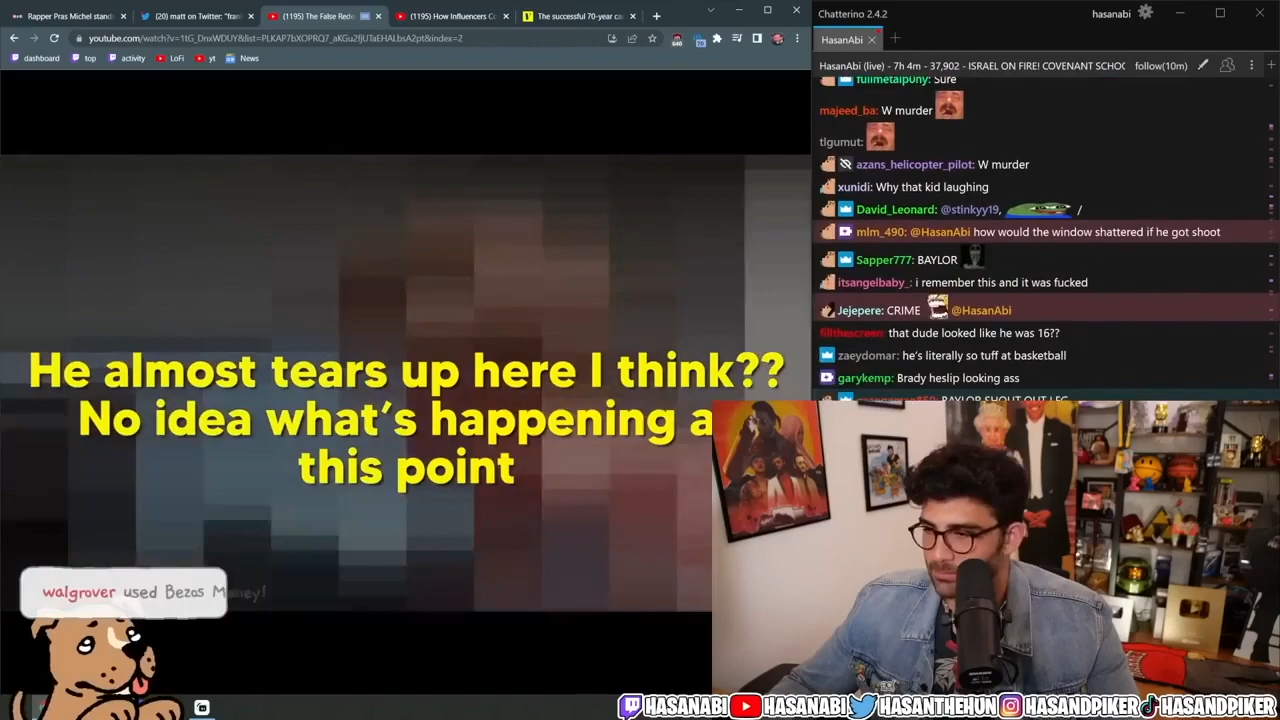 Rapper Pras Michel stand:
(20) matt on Twitter: "fran
(1195) The False Rede
(1195) How Influencers C
The successful 70-year ca
youtube.com/watch?v=1tG_DnxWDUY&list=PLKAP7bXOPRQ7_aKGu2fjUTaEHALbsA2pt&index=2
dashboard
top
activity
LoFi
yt
News
He almost tears up here I think??
No idea what's happening a
this point
walgrover used Bezos M ney!
Chatterino 2.4.2
hasanabi
HasanAbi
HasanAbi (live) - 7h 4m - 37,902 - ISRAEL ON FIRE! COVENANT SCHOC
follow(10m)
fullmetalp0ny: Sure
majeed_ba: W murder
tlgumut:
azans_helicopter_pilot: W murder
xunidi: Why that kid laughing
David_Leonard: @stinkyy19, /
mlm_490: @HasanAbi how would the window shattered if he got shoot
Sapper777: BAYLOR
itsangelbaby_: i remember this and it was fucked
Jejepere: CRIME @HasanAbi
fillthescreen: that dude looked like he was 16??
zaeydomar: he's literally so tuff at basketball
garykemp: Brady heslip looking ass
HASANABI HASANABI HASANTHEHUN HASANDPIKER HASANDPIKER